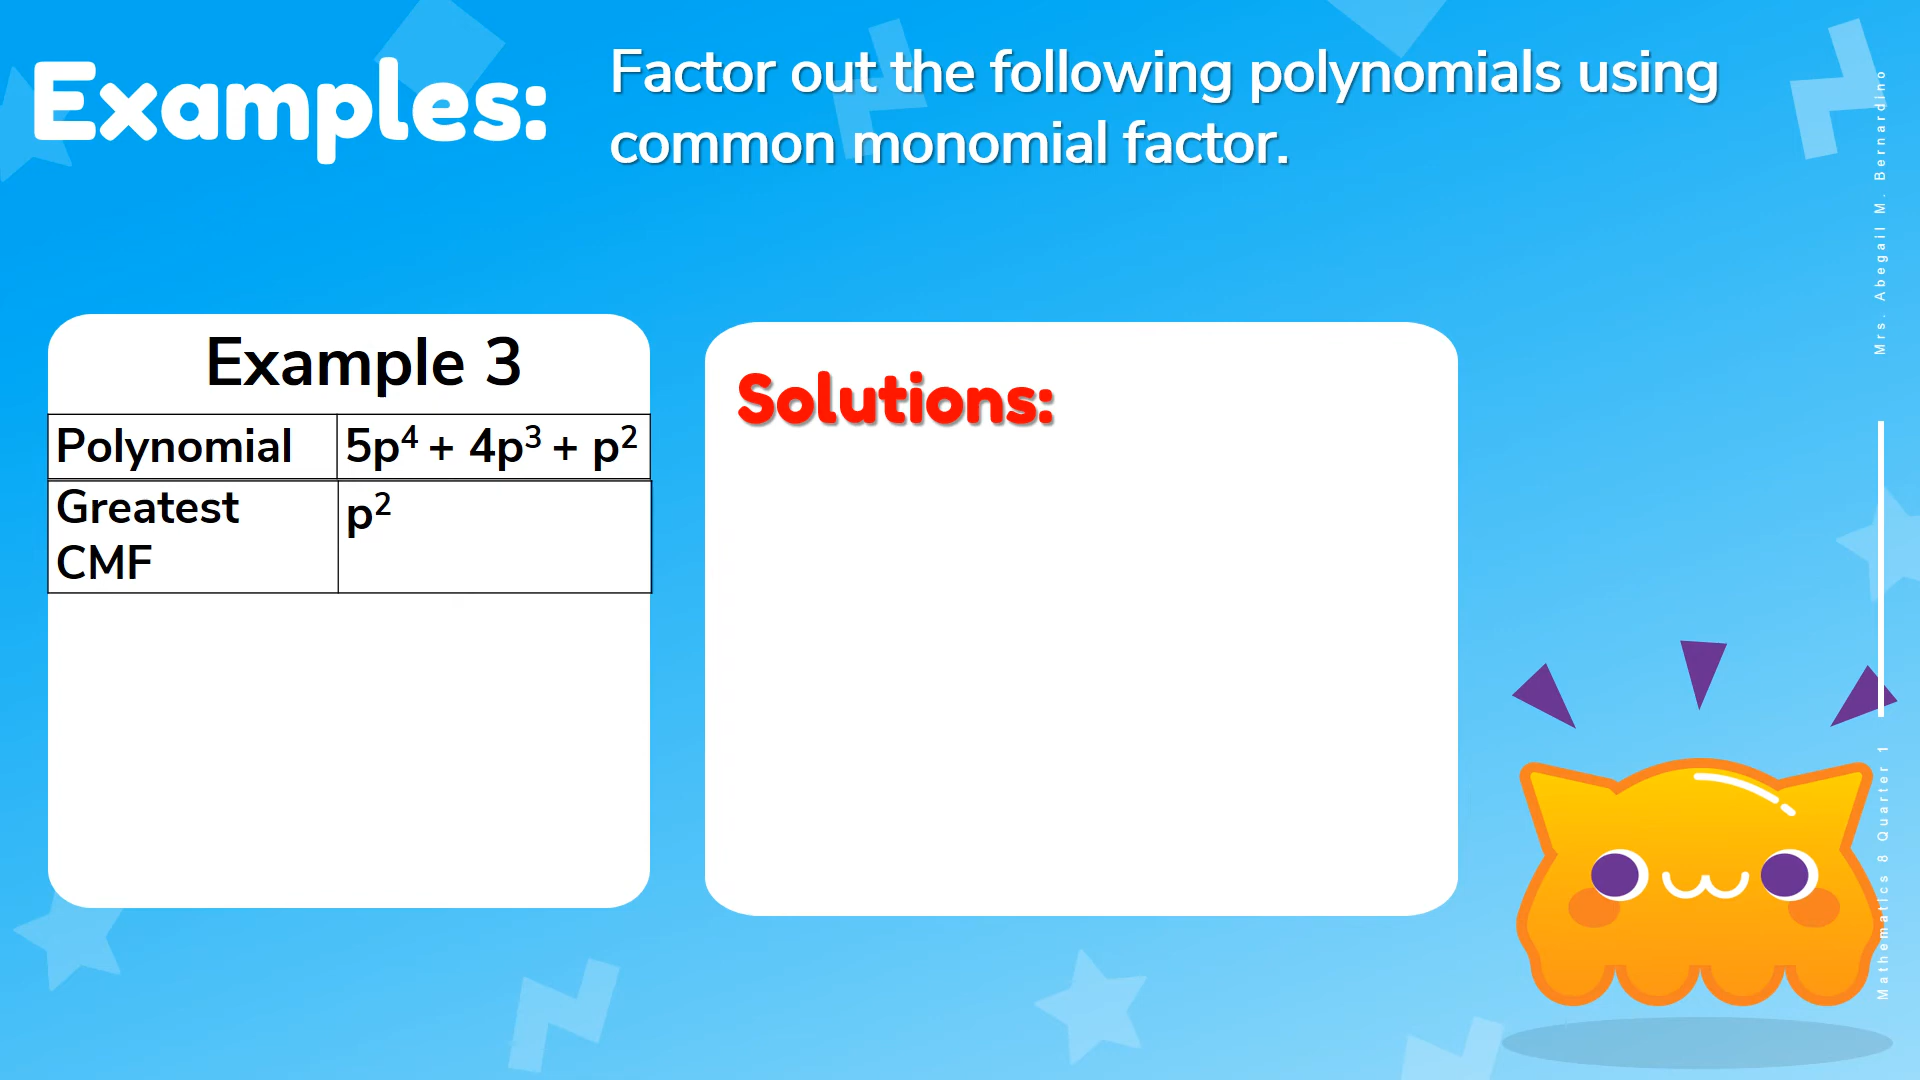 Examples:
Factor out the following polynomials using
common monomial factor.
Example 3
Polynomial 5p⁴ + 4p³ + p²
Greatest
CMF
p²
Solutions:
Mrs. Abegail M. Bernardino
Mathematics 8 Quarter 1